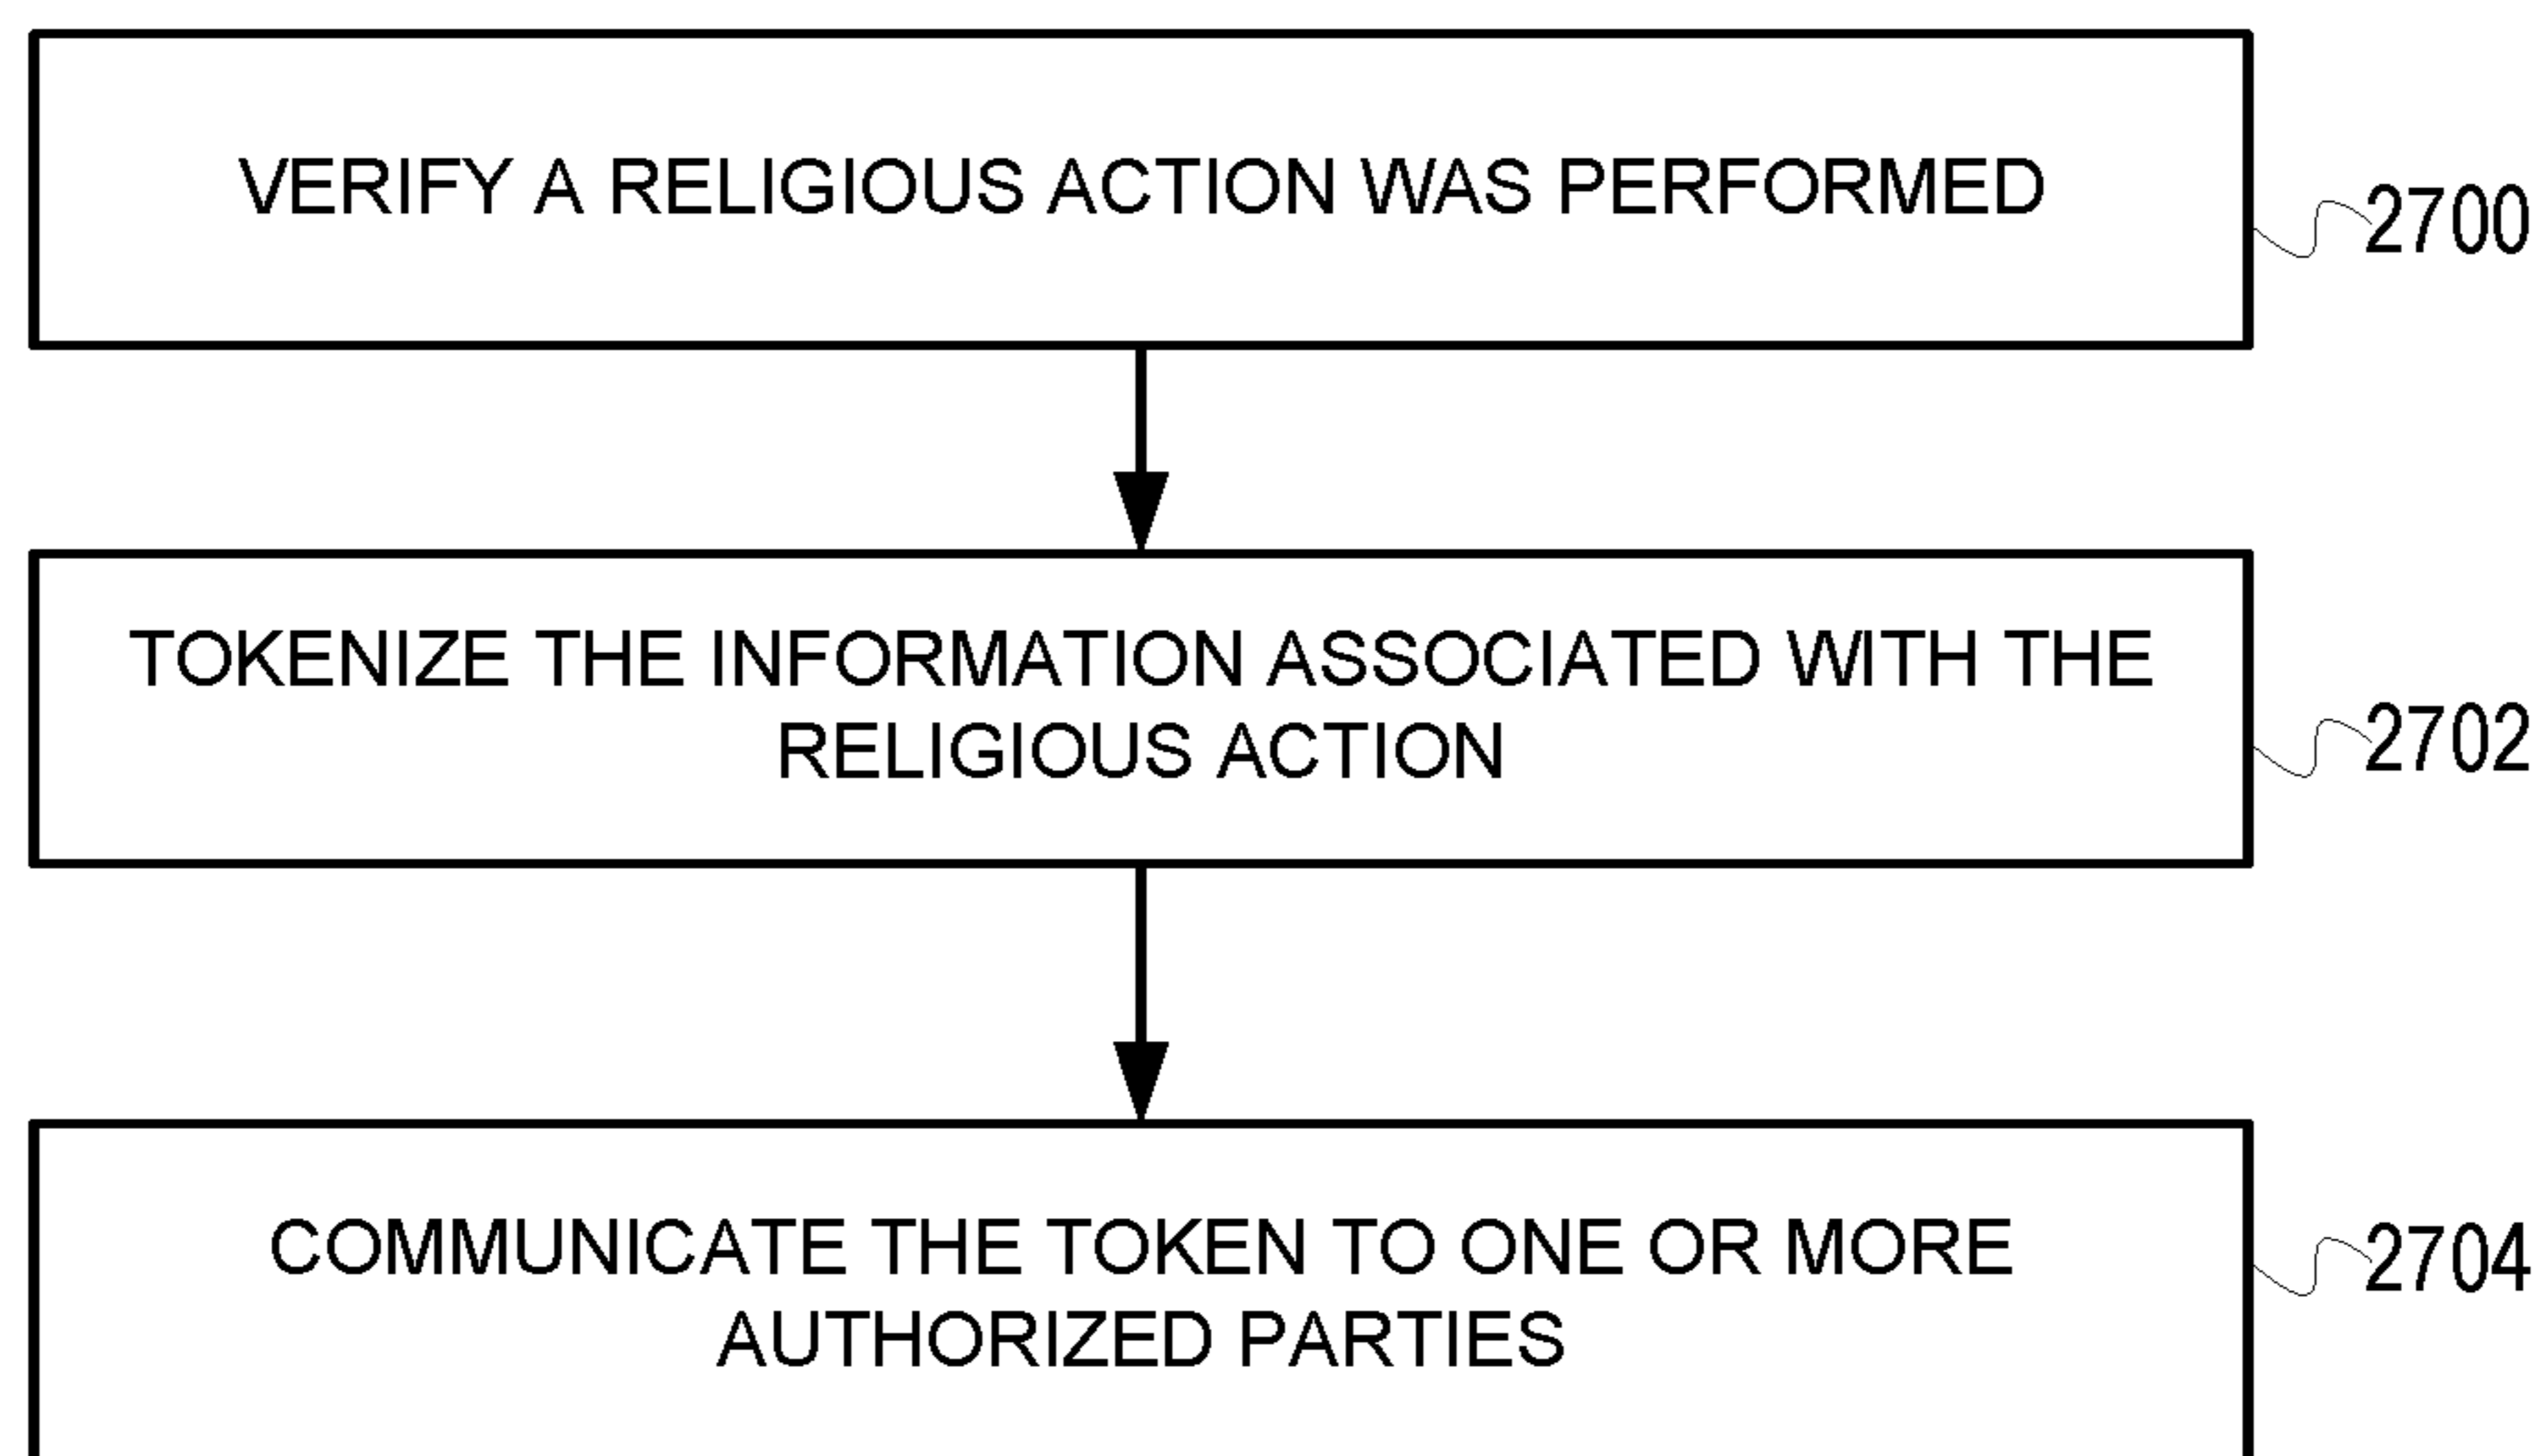 VERIFY A RELIGIOUS ACTION WAS PERFORMED
2700
TOKENIZE THE INFORMATION ASSOCIATED WITH THE
RELIGIOUS ACTION
2702
COMMUNICATE THE TOKEN TO ONE OR MORE
AUTHORIZED PARTIES
2704